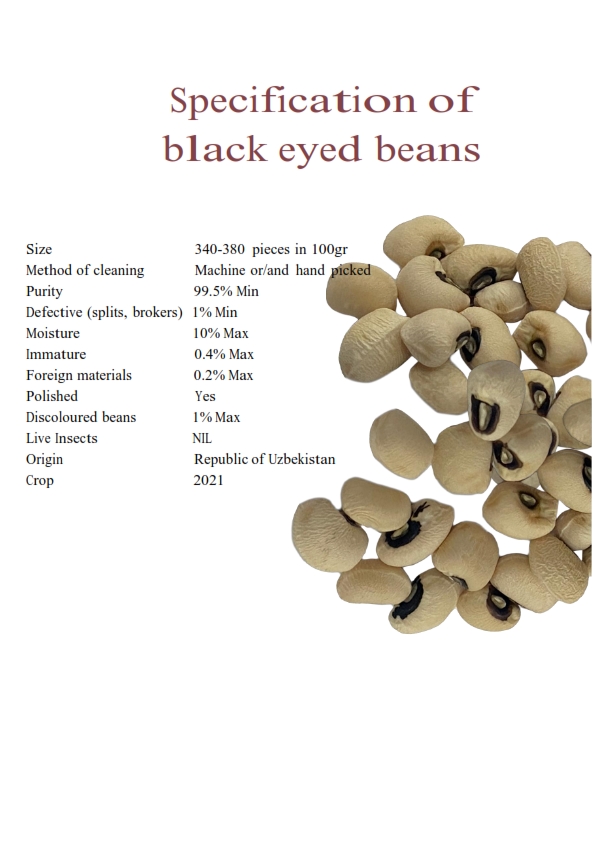 Specification of
black eyed beans
Size 340-380 pieces in 100gr
Method of cleaning Machine or/and hand picked
Purity 99.5% Min
Defective (splits, brokers) 1% Min
Moisture 10% Max
Immature 0.4% Max
Foreign materials 0.2% Max
Polished Yes
Discoloured beans 1% Max
Live Insects NIL
Origin Republic of Uzbekistan
Crop 2021